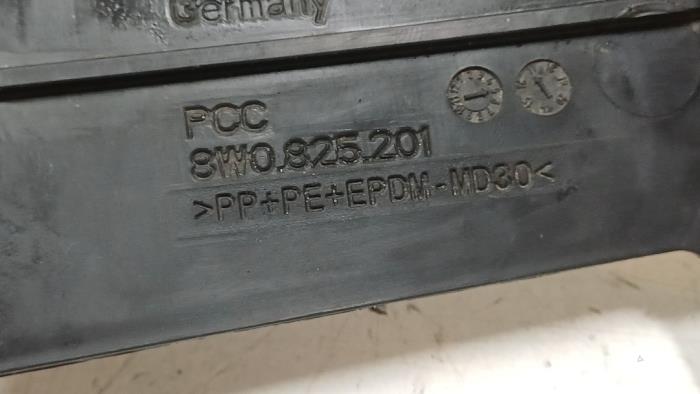 Germany
PCC
8W0.825.201
>PP+PE+EPDM-MD30<